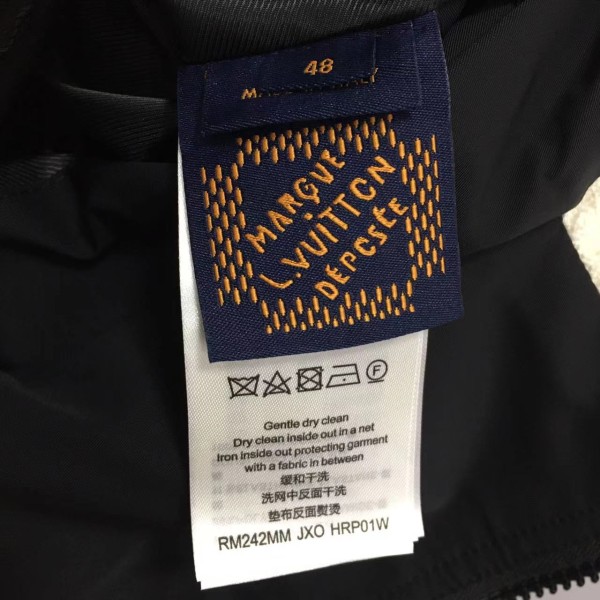 48
MARQUE
L.VUITTON
DÉPOSÉE
Gentle dry clean
Dry clean inside out in a net
Iron inside out protecting garment
with a fabric in between
缓和干洗
洗网中反面干洗
垫布反面熨烫
RM242MM JXO HRP01W